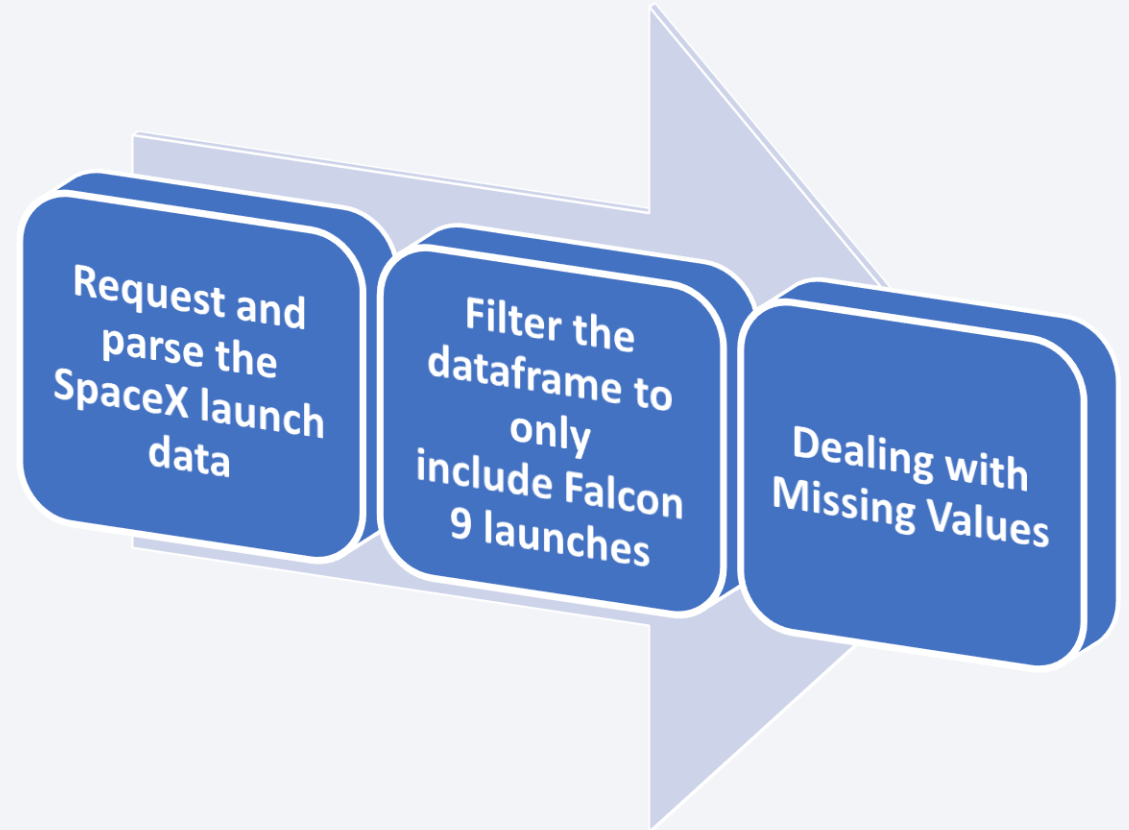 Request and
parse the
SpaceX launch
data
Filter the
dataframe to
only
include Falcon
9 launches
Dealing with
Missing Values